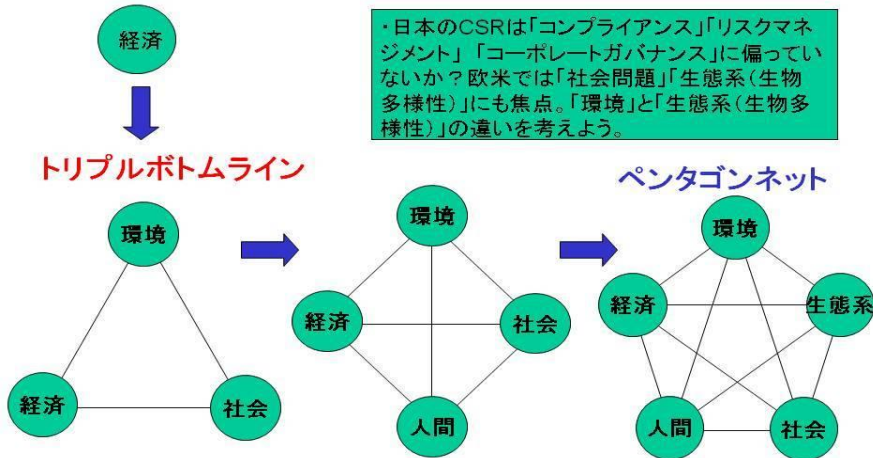 経済
・日本のCSRは「コンプライアンス」「リスクマネ
ジメント」 「コーポレートガバナンス」に偏ってい
ないか？欧米では「社会問題」「生態系(生物
多様性)」にも焦点。「環境」と「生態系(生物多
様性)」の違いを考えよう。
トリプルボトムライン
環境
経済
社会
環境
経済
社会
人間
ペンタゴンネット
環境
経済
生態系
人間
社会